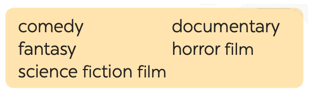 comedy documentary
fantasy horror film
science fiction film